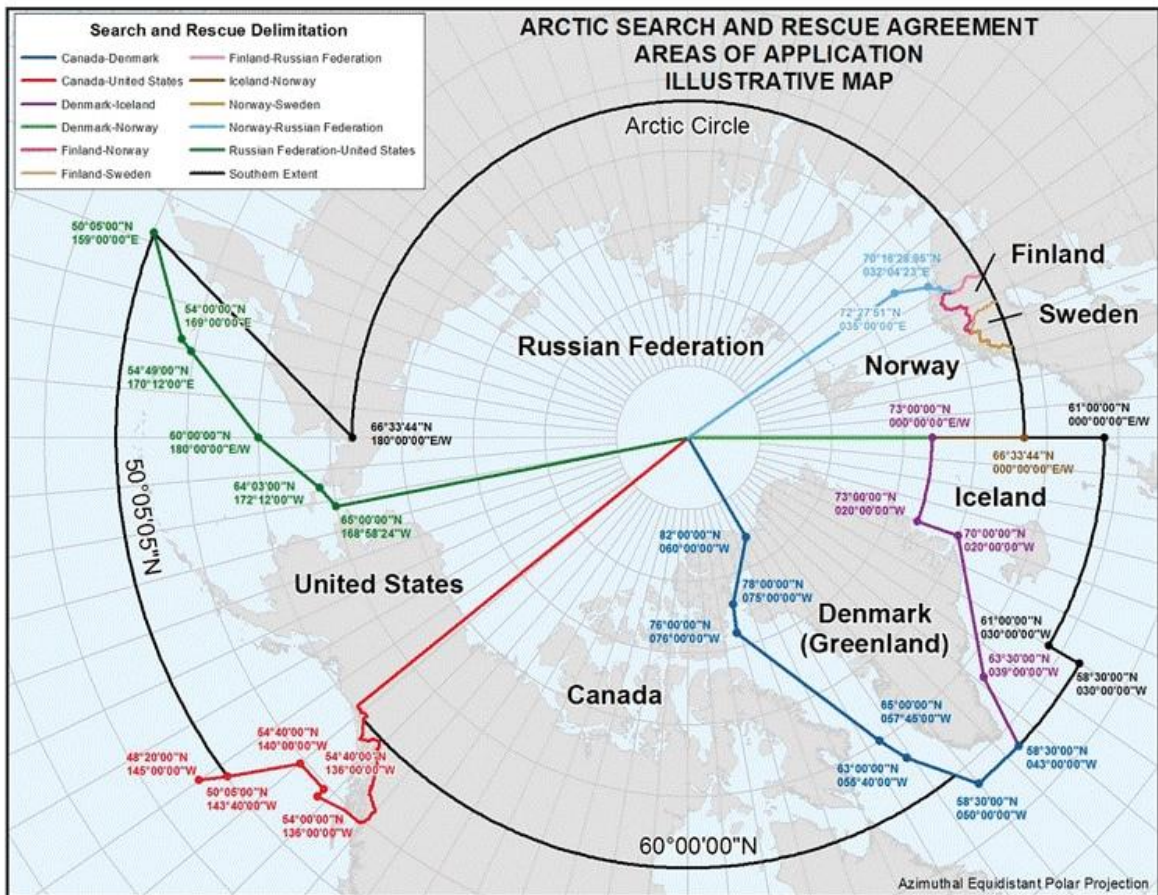 ARCTIC SEARCH AND RESCUE AGREEMENT
AREAS OF APPLICATION
ILLUSTRATIVE MAP
Search and Rescue Delimitation
Canada-Denmark
Canada-United States
Denmark-Iceland
Denmark-Norway
Finland-Norway
Finland-Sweden
Finland-Russian Federation
Iceland-Norway
Norway-Sweden
Norway-Russian Federation
Russian Federation-United States
Southern Extent
Arctic Circle
50°05'00"N
159°00'00"E
54°00'00"N
169°00'00"E
54°49'00"N
170°12'00"E
60°00'00"N
180°00'00"E/W
64°03'00"N
172°12'00"W
65°00'00"N
168°58'24"W
66°33'44"N
180°00'00"E/W
50°05'05"N
Russian Federation
70°16'28.95"N
032°04'23"E
72°27'51"N
035°00'00"E
Finland
Sweden
Norway
73°00'00"N
000°00'00"E/W
61°00'00"N
000°00'00"E/W
66°33'44"N
000°00'00"E/W
Iceland
73°00'00"N
020°00'00"W
70°00'00"N
020°00'00"W
82°00'00"N
060°00'00"W
78°00'00"N
075°00'00"W
76°00'00"N
076°00'00"W
Denmark
(Greenland)
61°00'00"N
030°00'00"W
63°30'00"N
039°00'00"W
58°30'00"N
030°00'00"W
United States
Canada
65°00'00"N
057°45'00"W
63°00'00"N
055°40'00"W
58°30'00"N
043°00'00"W
58°30'00"N
050°00'00"W
48°20'00"N
145°00'00"W
50°05'00"N
143°40'00"W
54°40'00"N
140°00'00"W
54°40'00"N
136°00'00"W
54°00'00"N
136°00'00"W
60°00'00"N
Azimuthal Equidistant Polar Projection